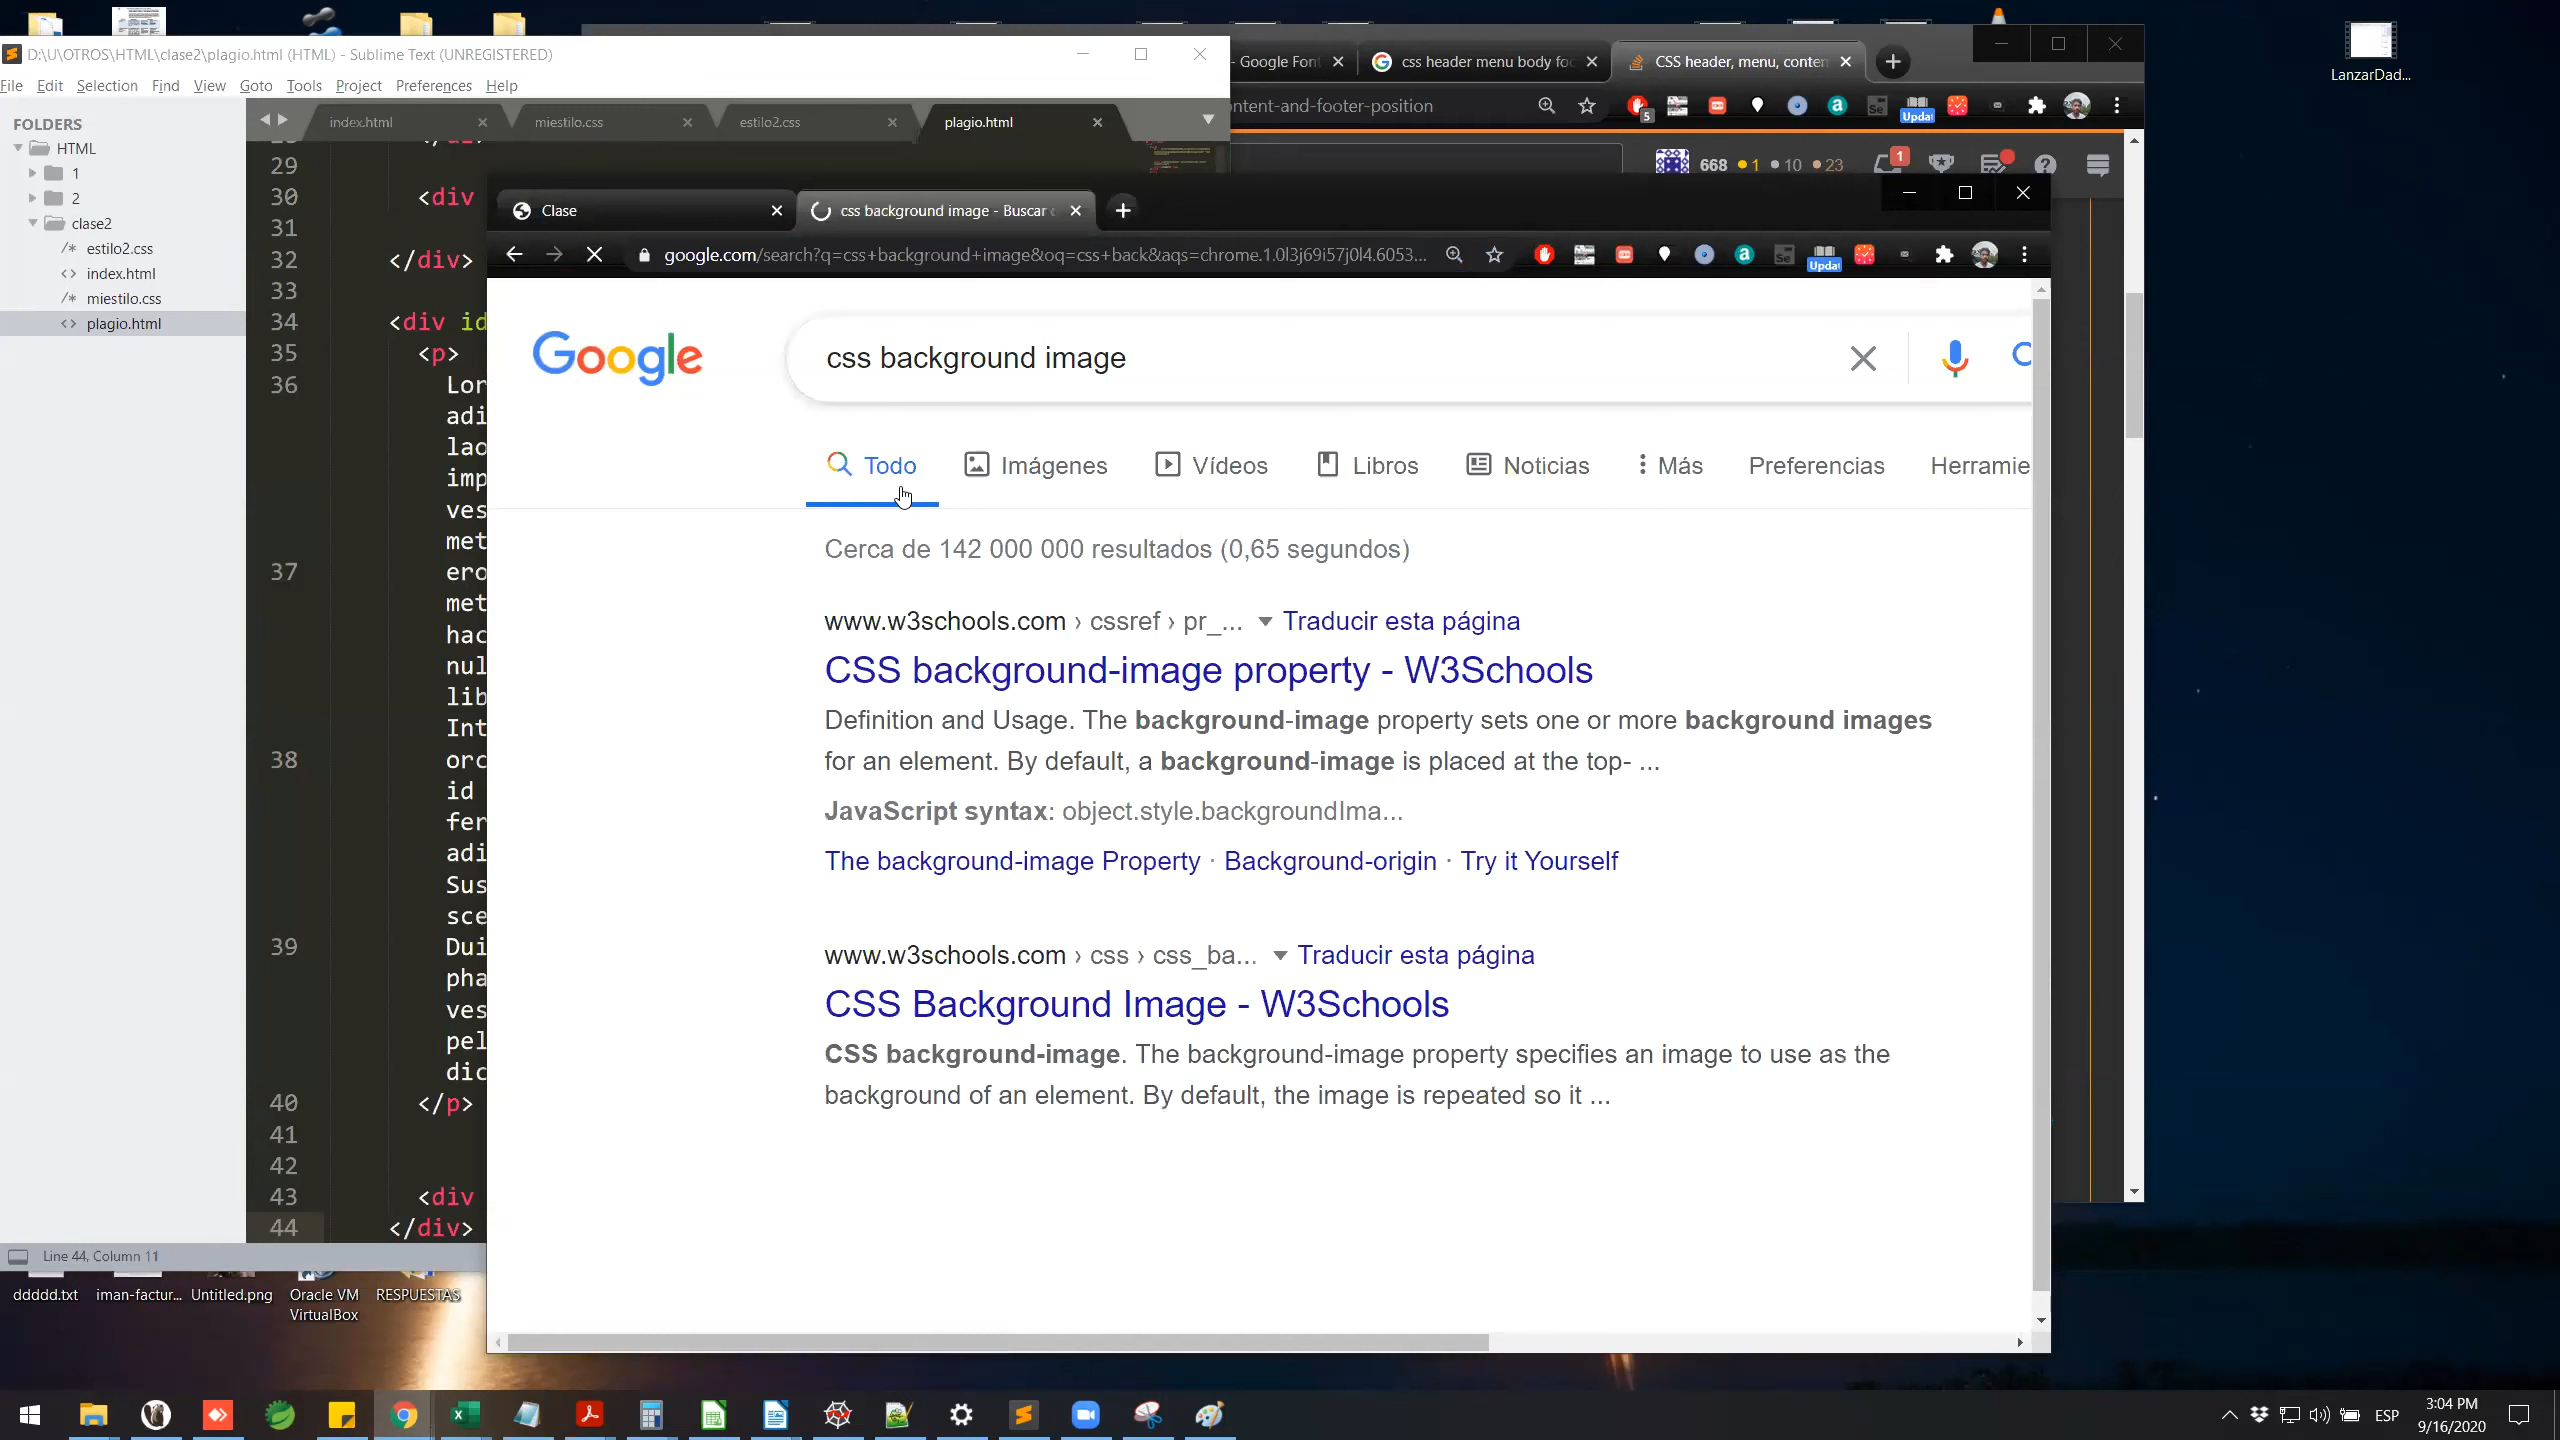 D:\U\OTROS\HTML\clase2\plagio.html (HTML) - Sublime Text (UNREGISTERED)
File Edit Selection Find View Goto Tools Project Preferences Help
FOLDERS
HTML
1
2
clase2
/* estilo2.css
<> index.html
/* miestilo.css
<> plagio.html
index.html
miestilo.css
estilo2.css
plagio.html
29
30 <div
31
32 </div>
33
34 <div id
35 <p>
36 Lor
adi
lao
imp
ves
met
37 ero
met
hac
nul
lib
Int
38 orc
id
fer
adi
Sus
sce
39 Dui
pha
ves
pel
dic
40 </p>
41
42
43 <div
44 </div>
Line 44, Column 11
- Google Fon
css header menu body foo
CSS header, menu, conten
ntent-and-footer-position
5
Updat
668 1 10 23
1
Clase
css background image - Buscar c
google.com/search?q=css+background+image&oq=css+back&aqs=chrome.1.0l3j69i57j0l4.6053...
Se
Updat
Google
css background image
Todo
Imágenes
Vídeos
Libros
Noticias
Más
Preferencias
Herramie
Cerca de 142 000 000 resultados (0,65 segundos)
www.w3schools.com › cssref › pr_... Traducir esta página
CSS background-image property - W3Schools
Definition and Usage. The background-image property sets one or more background images
for an element. By default, a background-image is placed at the top- ...
JavaScript syntax: object.style.backgroundIma...
The background-image Property · Background-origin · Try it Yourself
www.w3schools.com › css › css_ba... Traducir esta página
CSS Background Image - W3Schools
CSS background-image. The background-image property specifies an image to use as the
background of an element. By default, the image is repeated so it ...
LanzarDad...
ddddd.txt
iman-factur...
Untitled.png
Oracle VM
VirtualBox
RESPUESTAS
ESP
3:04 PM
9/16/2020